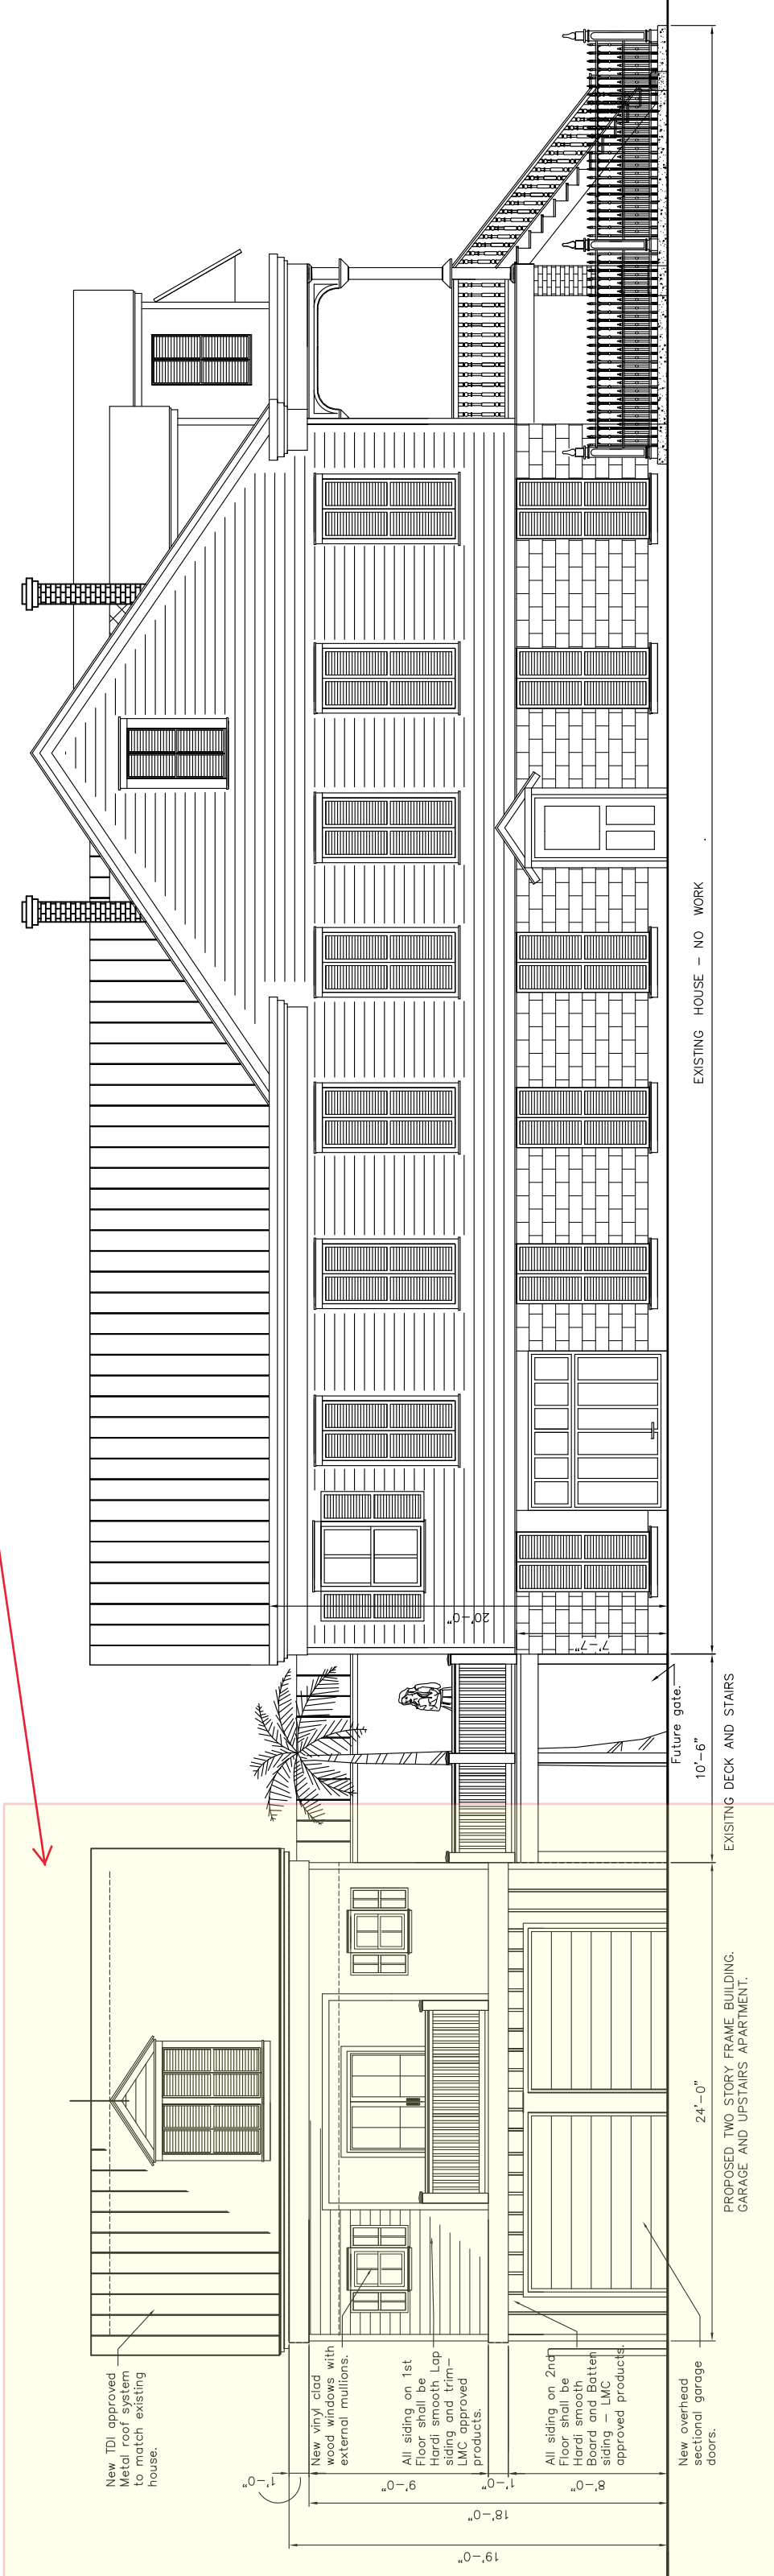 New TDI approved
Metal roof system
to match existing
house.
New vinyl clad
wood windows with
external mullions.
All siding on 1st
Floor shall be
Hardi smooth Lap
siding and trim—
LMC approved
products.
All siding on 2nd
Floor shall be
Hardi smooth
Board and Batten
siding – LMC
approved products.
New overhead
sectional garage
doors.
1'-0"
9'-0"
1'-0"
8'-0"
18'-0"
19'-0"
24'-0"
PROPOSED TWO STORY FRAME BUILDING.
GARAGE AND UPSTAIRS APARTMENT.
Future gate.
10'-6"
EXISITNG DECK AND STAIRS
20'-0"
7'-7"
EXISTING HOUSE – NO WORK